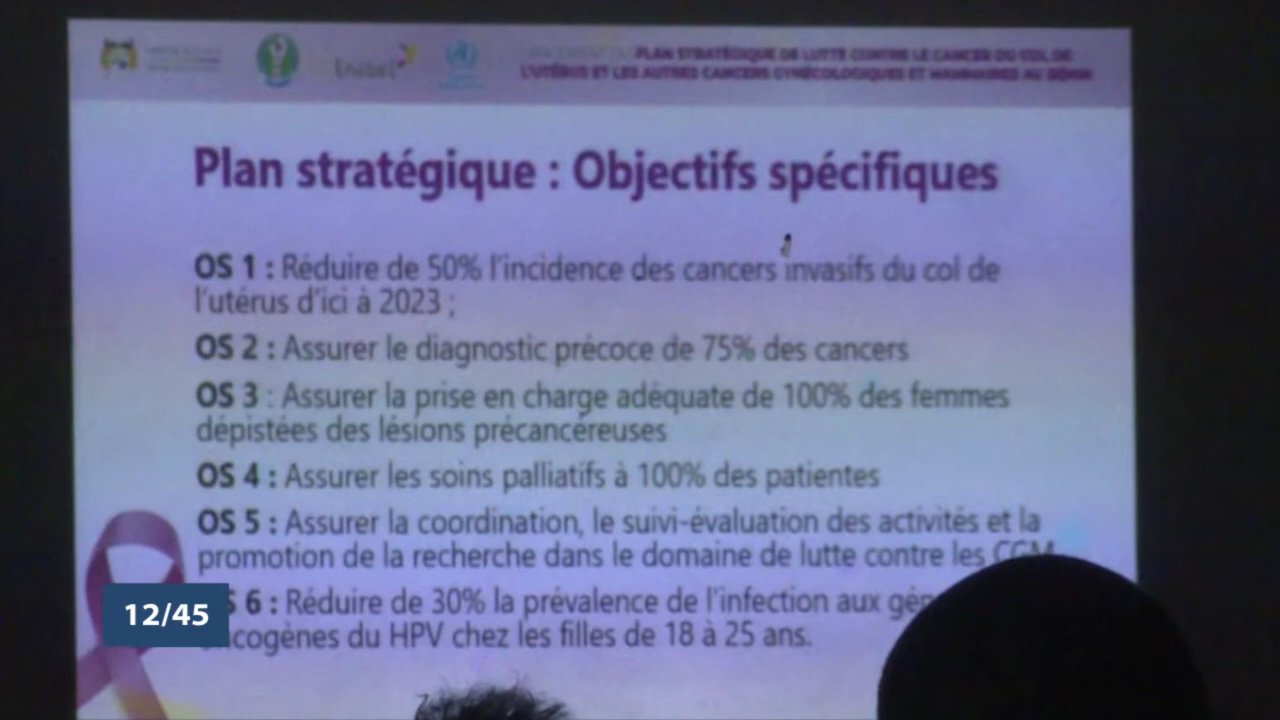 Enabel
PLAN STRATÉGIQUE DE LUTTE CONTRE LE CANCER DU COL DE
L'UTÉRUS ET LES AUTRES CANCERS GYNÉCOLOGIQUES ET MAMMAIRES AU BÉNIN
Plan stratégique : Objectifs spécifiques
OS 1 : Réduire de 50% l'incidence des cancers invasifs du col de
l'utérus d'ici à 2023 ;
OS 2 : Assurer le diagnostic précoce de 75% des cancers
OS 3 : Assurer la prise en charge adéquate de 100% des femmes
dépistées des lésions précancéreuses
OS 4 : Assurer les soins palliatifs à 100% des patientes
OS 5 : Assurer la coordination, le suivi-évaluation des activités et la
promotion de la recherche dans le domaine de lutte contre les CGM
S 6 : Réduire de 30% la prévalence de l'infection aux
du HPV chez les filles de 18 à 25 ans.
12/45